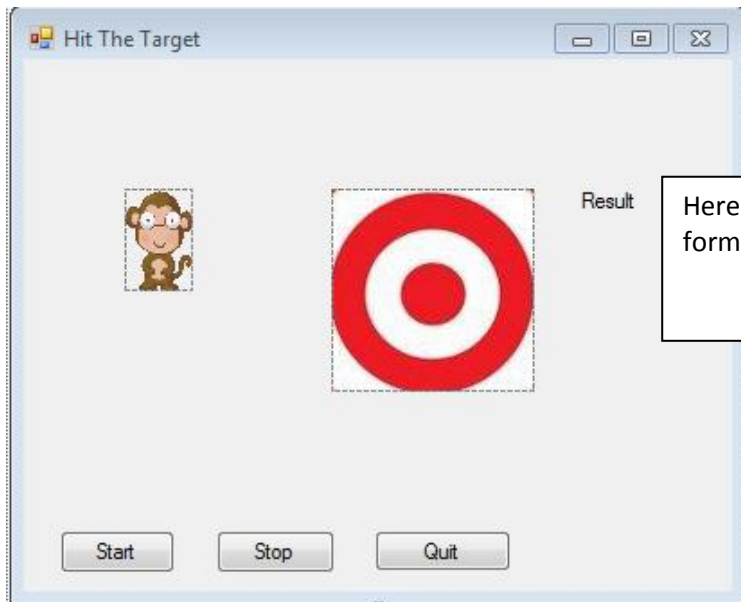 Hit The Target
Result
Here
form
Start Stop Quit